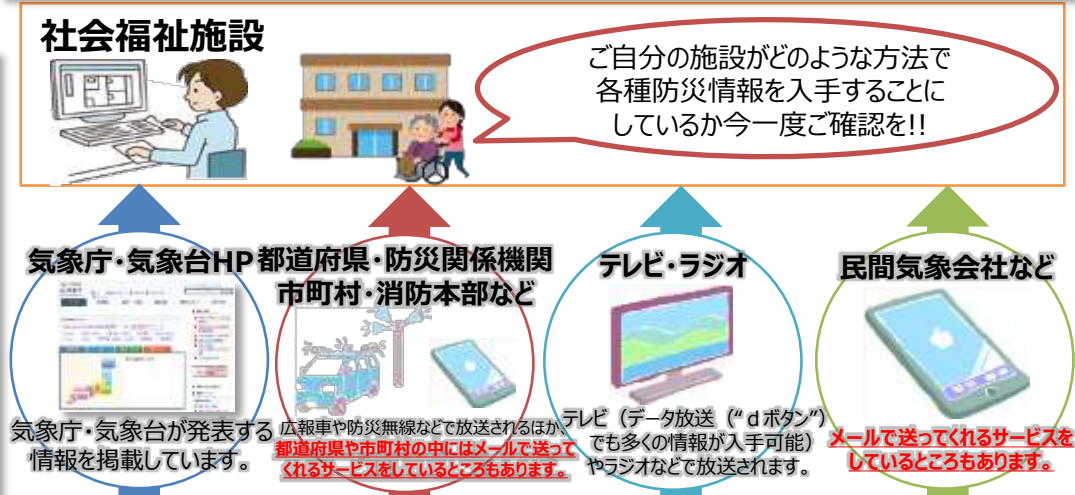 社会福祉施設
ご自分の施設がどのような方法で
各種防災情報を入手することに
しているか今一度ご確認を!!
気象庁・気象台HP
気象庁・気象台が発表する
情報を掲載しています。
都道府県・防災関係機関
市町村・消防本部など
広報車や防災無線などで放送されるほか
都道府県や市町村の中にはメールで送って
くれるサービスをしているところもあります。
テレビ・ラジオ
テレビ（データ放送（“ｄボタン”）
でも多くの情報が入手可能）
やラジオなどで放送されます。
民間気象会社など
メールで送ってくれるサービスを
しているところもあります。